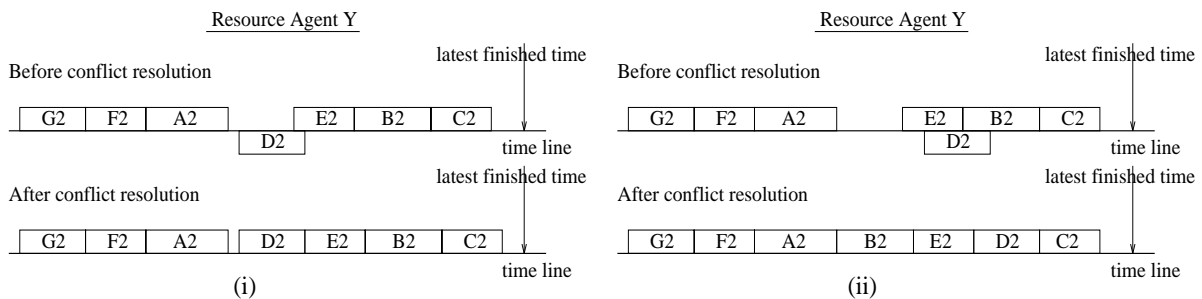 Resource Agent Y
latest finished time
Before conflict resolution
G2 F2 A2 E2 B2 C2
D2
time line
latest finished time
After conflict resolution
G2 F2 A2 D2 E2 B2 C2
time line
(i)
Resource Agent Y
latest finished time
Before conflict resolution
G2 F2 A2 E2 B2 C2
D2
time line
latest finished time
After conflict resolution
G2 F2 A2 B2 E2 D2 C2
time line
(ii)